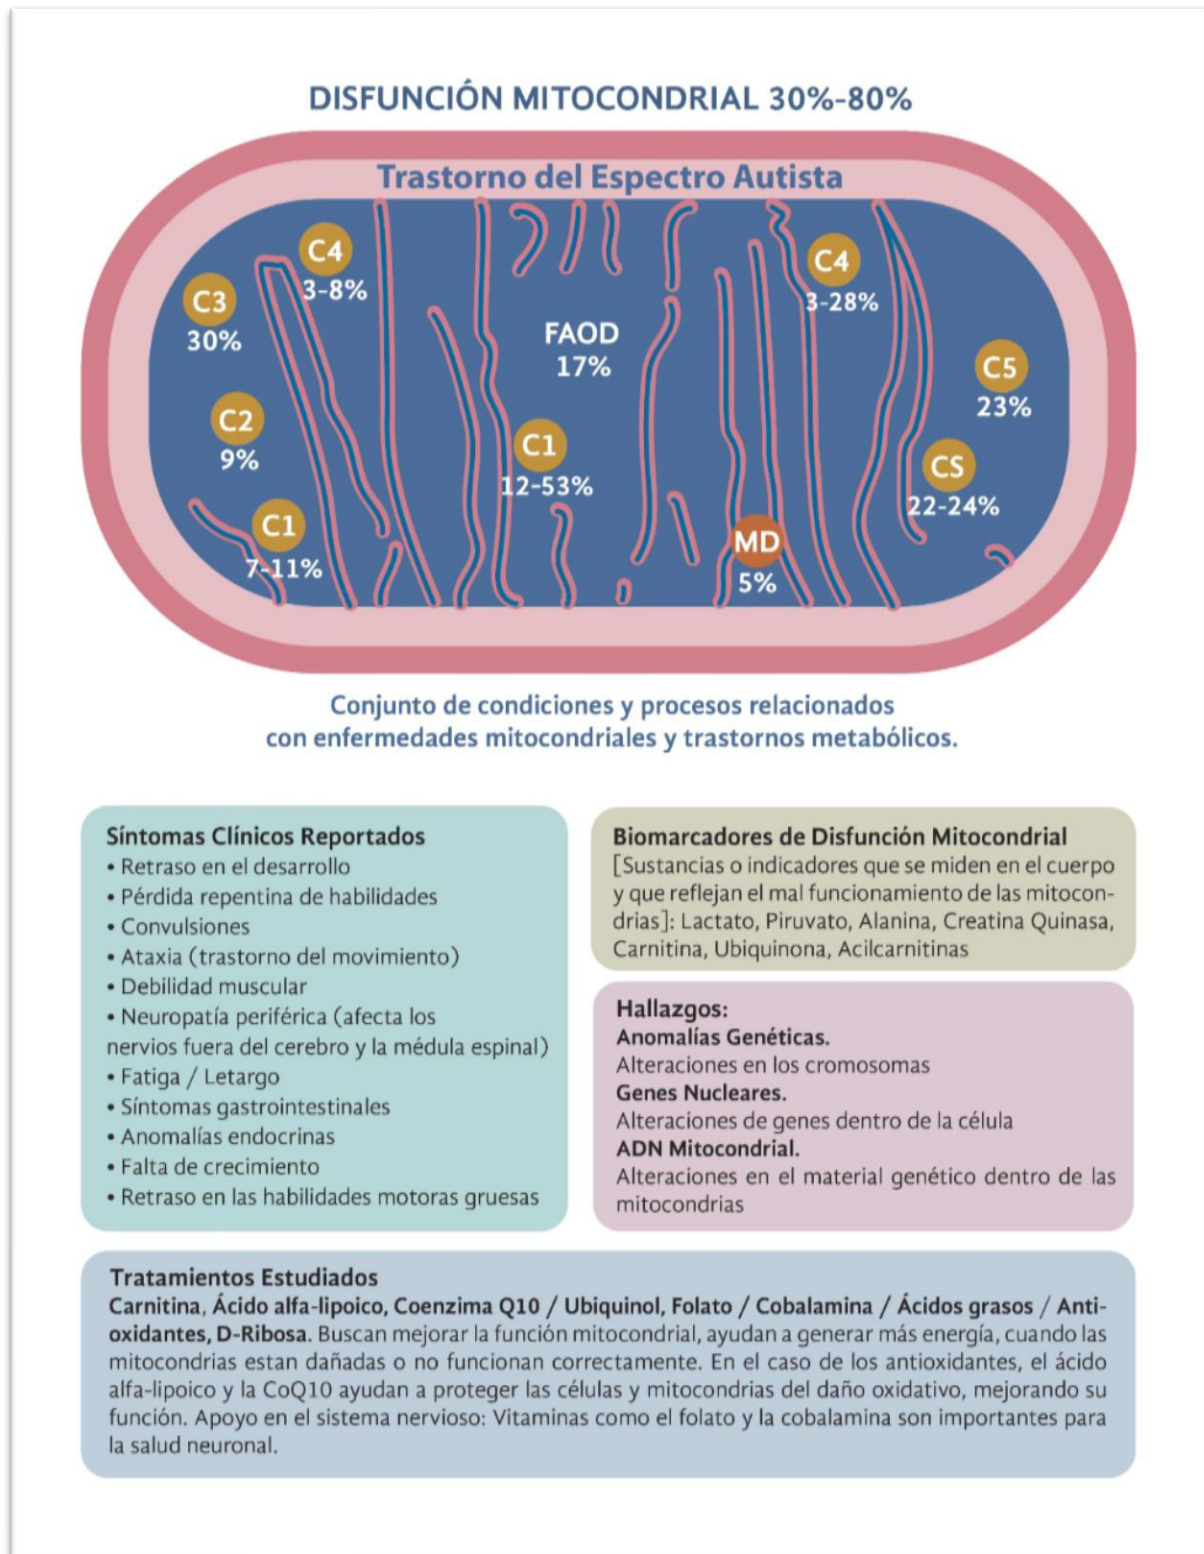 DISFUNCIÓN MITOCONDRIAL 30%-80%
Trastorno del Espectro Autista
C4
3-8%
C3
30%
C2
9%
C1
7-11%
FAOD
17%
C1
12-53%
C4
3-28%
C5
23%
CS
22-24%
MD
5%
Conjunto de condiciones y procesos relacionados
con enfermedades mitocondriales y trastornos metabólicos.
Síntomas Clínicos Reportados
• Retraso en el desarrollo
• Pérdida repentina de habilidades
• Convulsiones
• Ataxia (trastorno del movimiento)
• Debilidad muscular
• Neuropatía periférica (afecta los
nervios fuera del cerebro y la médula espinal)
• Fatiga / Letargo
• Síntomas gastrointestinales
• Anomalías endocrinas
• Falta de crecimiento
• Retraso en las habilidades motoras gruesas
Biomarcadores de Disfunción Mitocondrial
[Sustancias o indicadores que se miden en el cuerpo
y que reflejan el mal funcionamiento de las mitocon-
drias]: Lactato, Piruvato, Alanina, Creatina Quinasa,
Carnitina, Ubiquinona, Acilcarnitinas
Hallazgos:
Anomalías Genéticas.
Alteraciones en los cromosomas
Genes Nucleares.
Alteraciones de genes dentro de la célula
ADN Mitocondrial.
Alteraciones en el material genético dentro de las
mitocondrias
Tratamientos Estudiados
Carnitina, Ácido alfa-lipoico, Coenzima Q10 / Ubiquinol, Folato / Cobalamina / Ácidos grasos / Anti-
oxidantes, D-Ribosa. Buscan mejorar la función mitocondrial, ayudan a generar más energía, cuando las
mitocondrias estan dañadas o no funcionan correctamente. En el caso de los antioxidantes, el ácido
alfa-lipoico y la CoQ10 ayudan a proteger las células y mitocondrias del daño oxidativo, mejorando su
función. Apoyo en el sistema nervioso: Vitaminas como el folato y la cobalamina son importantes para
la salud neuronal.